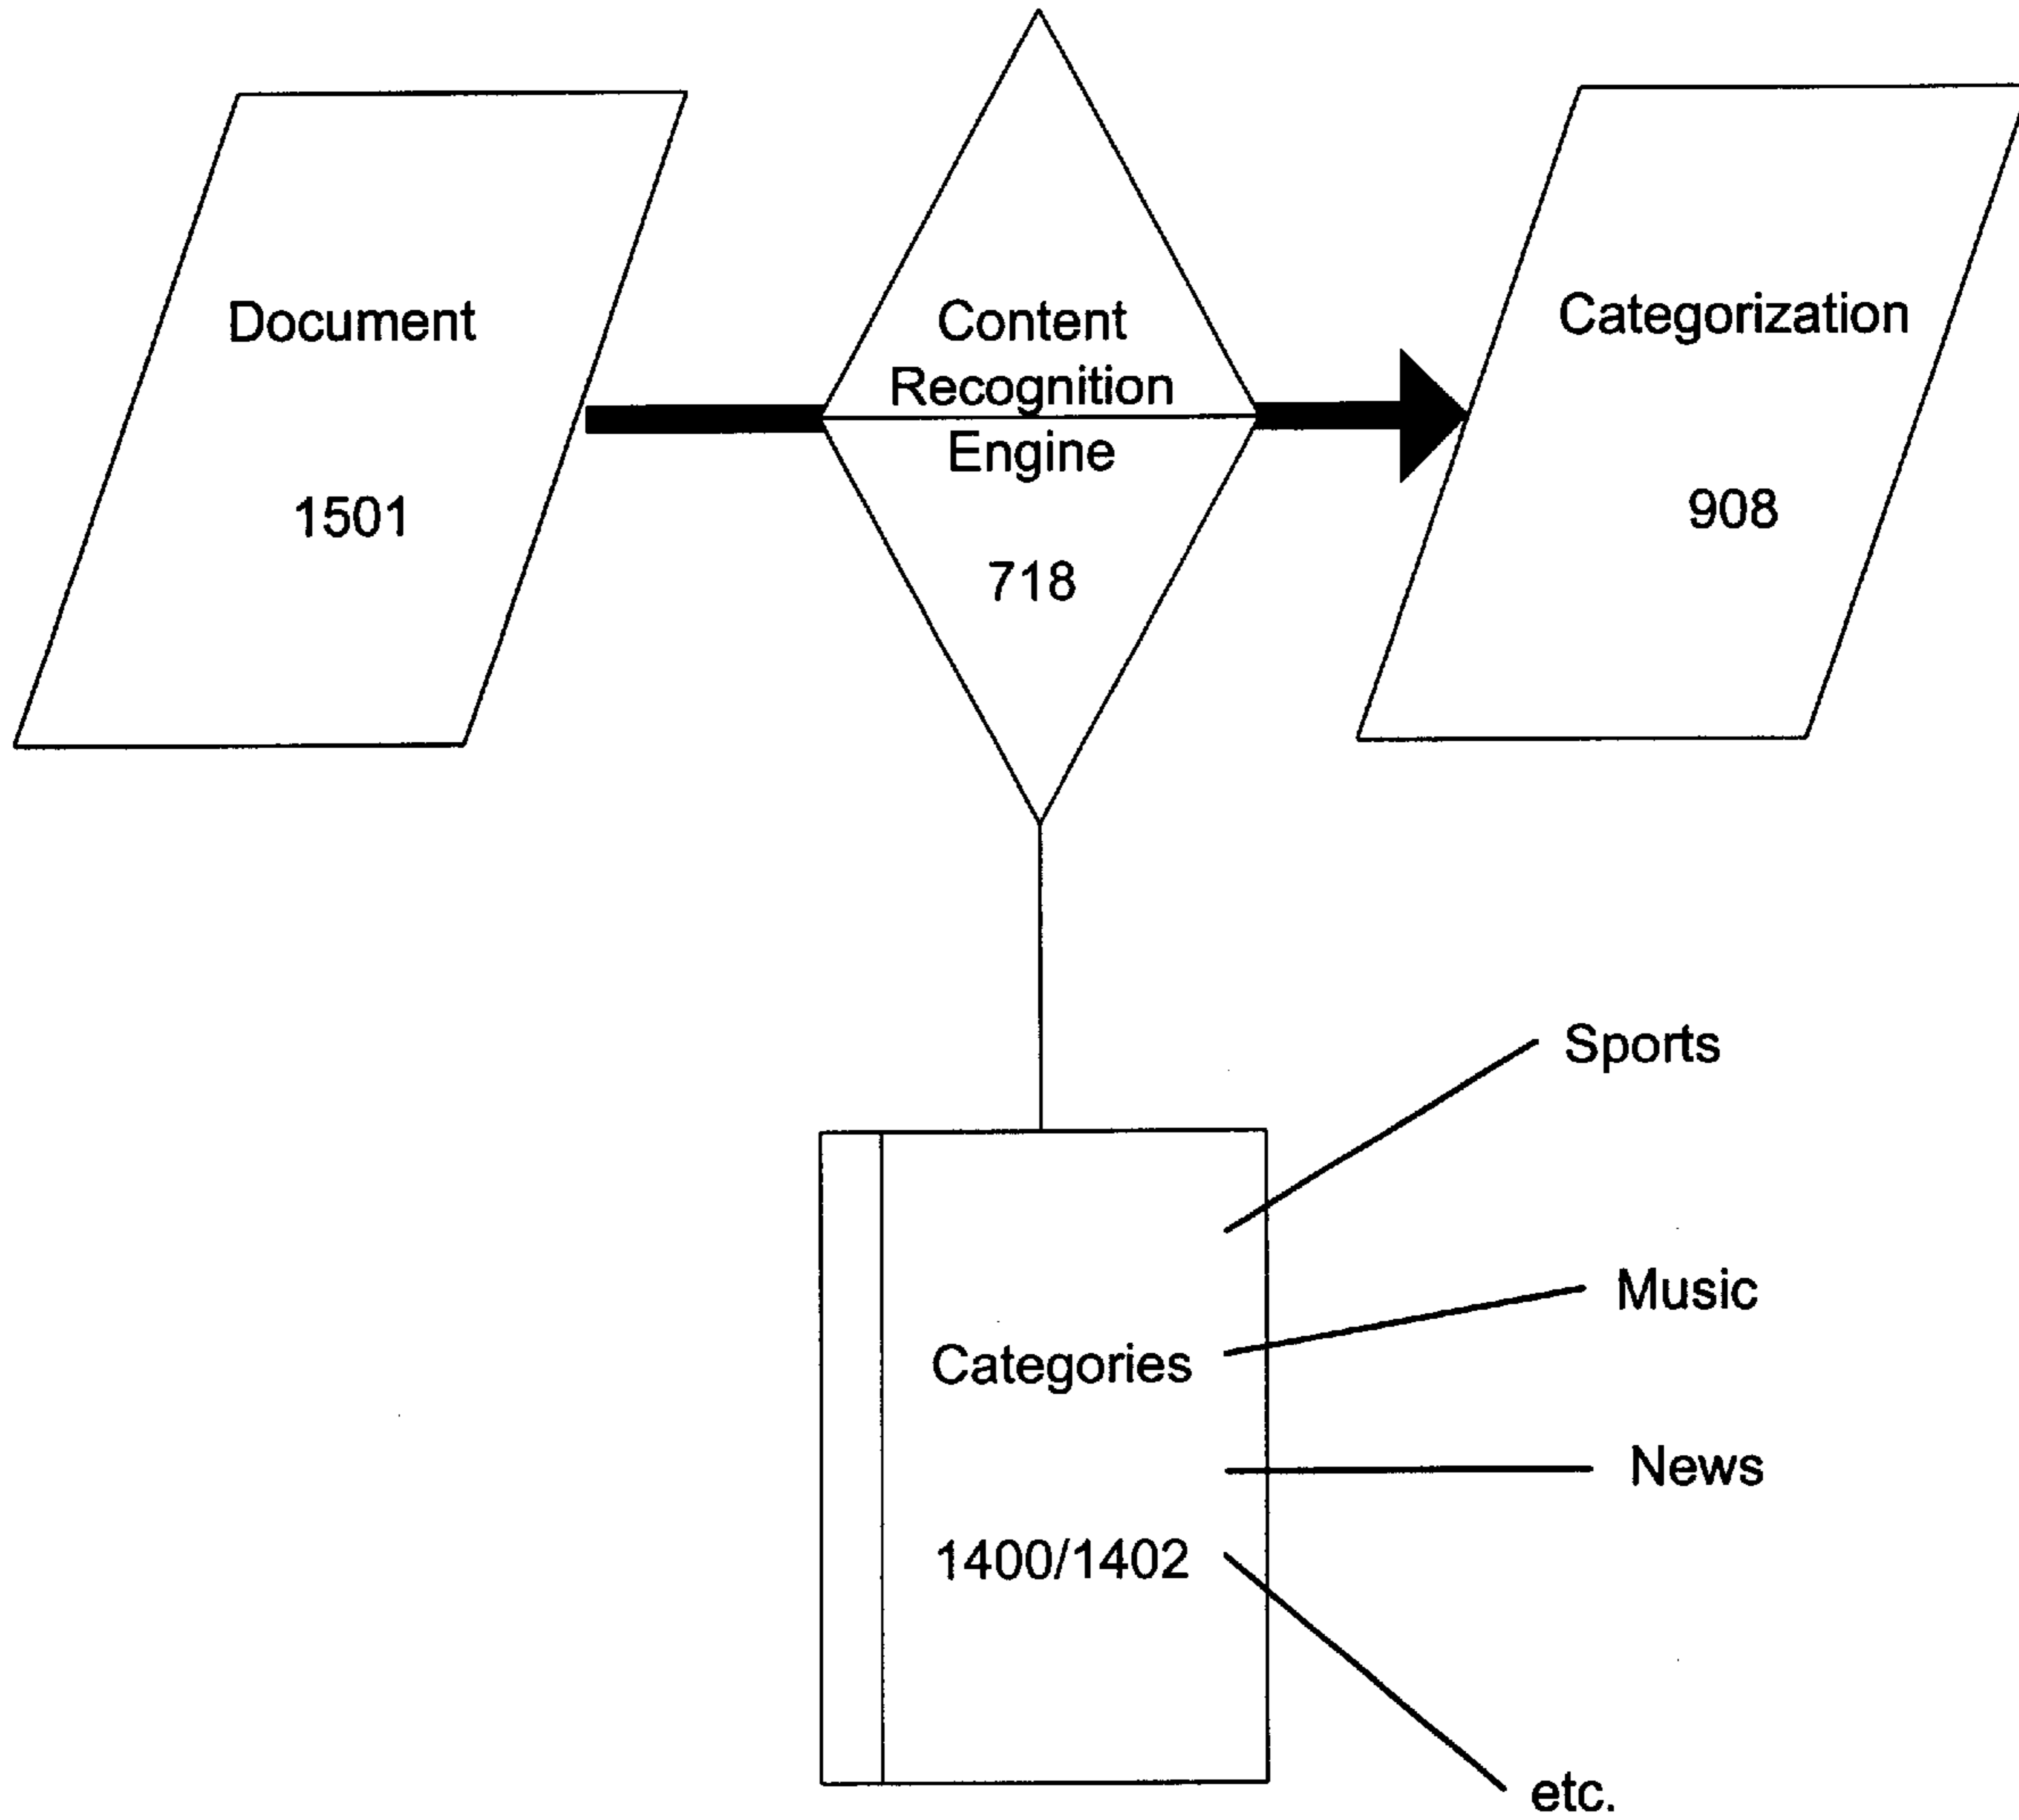 Document
1501
Content
Recognition
Engine
718
Categorization
908
Categories
1400/1402
Sports
Music
News
etc.